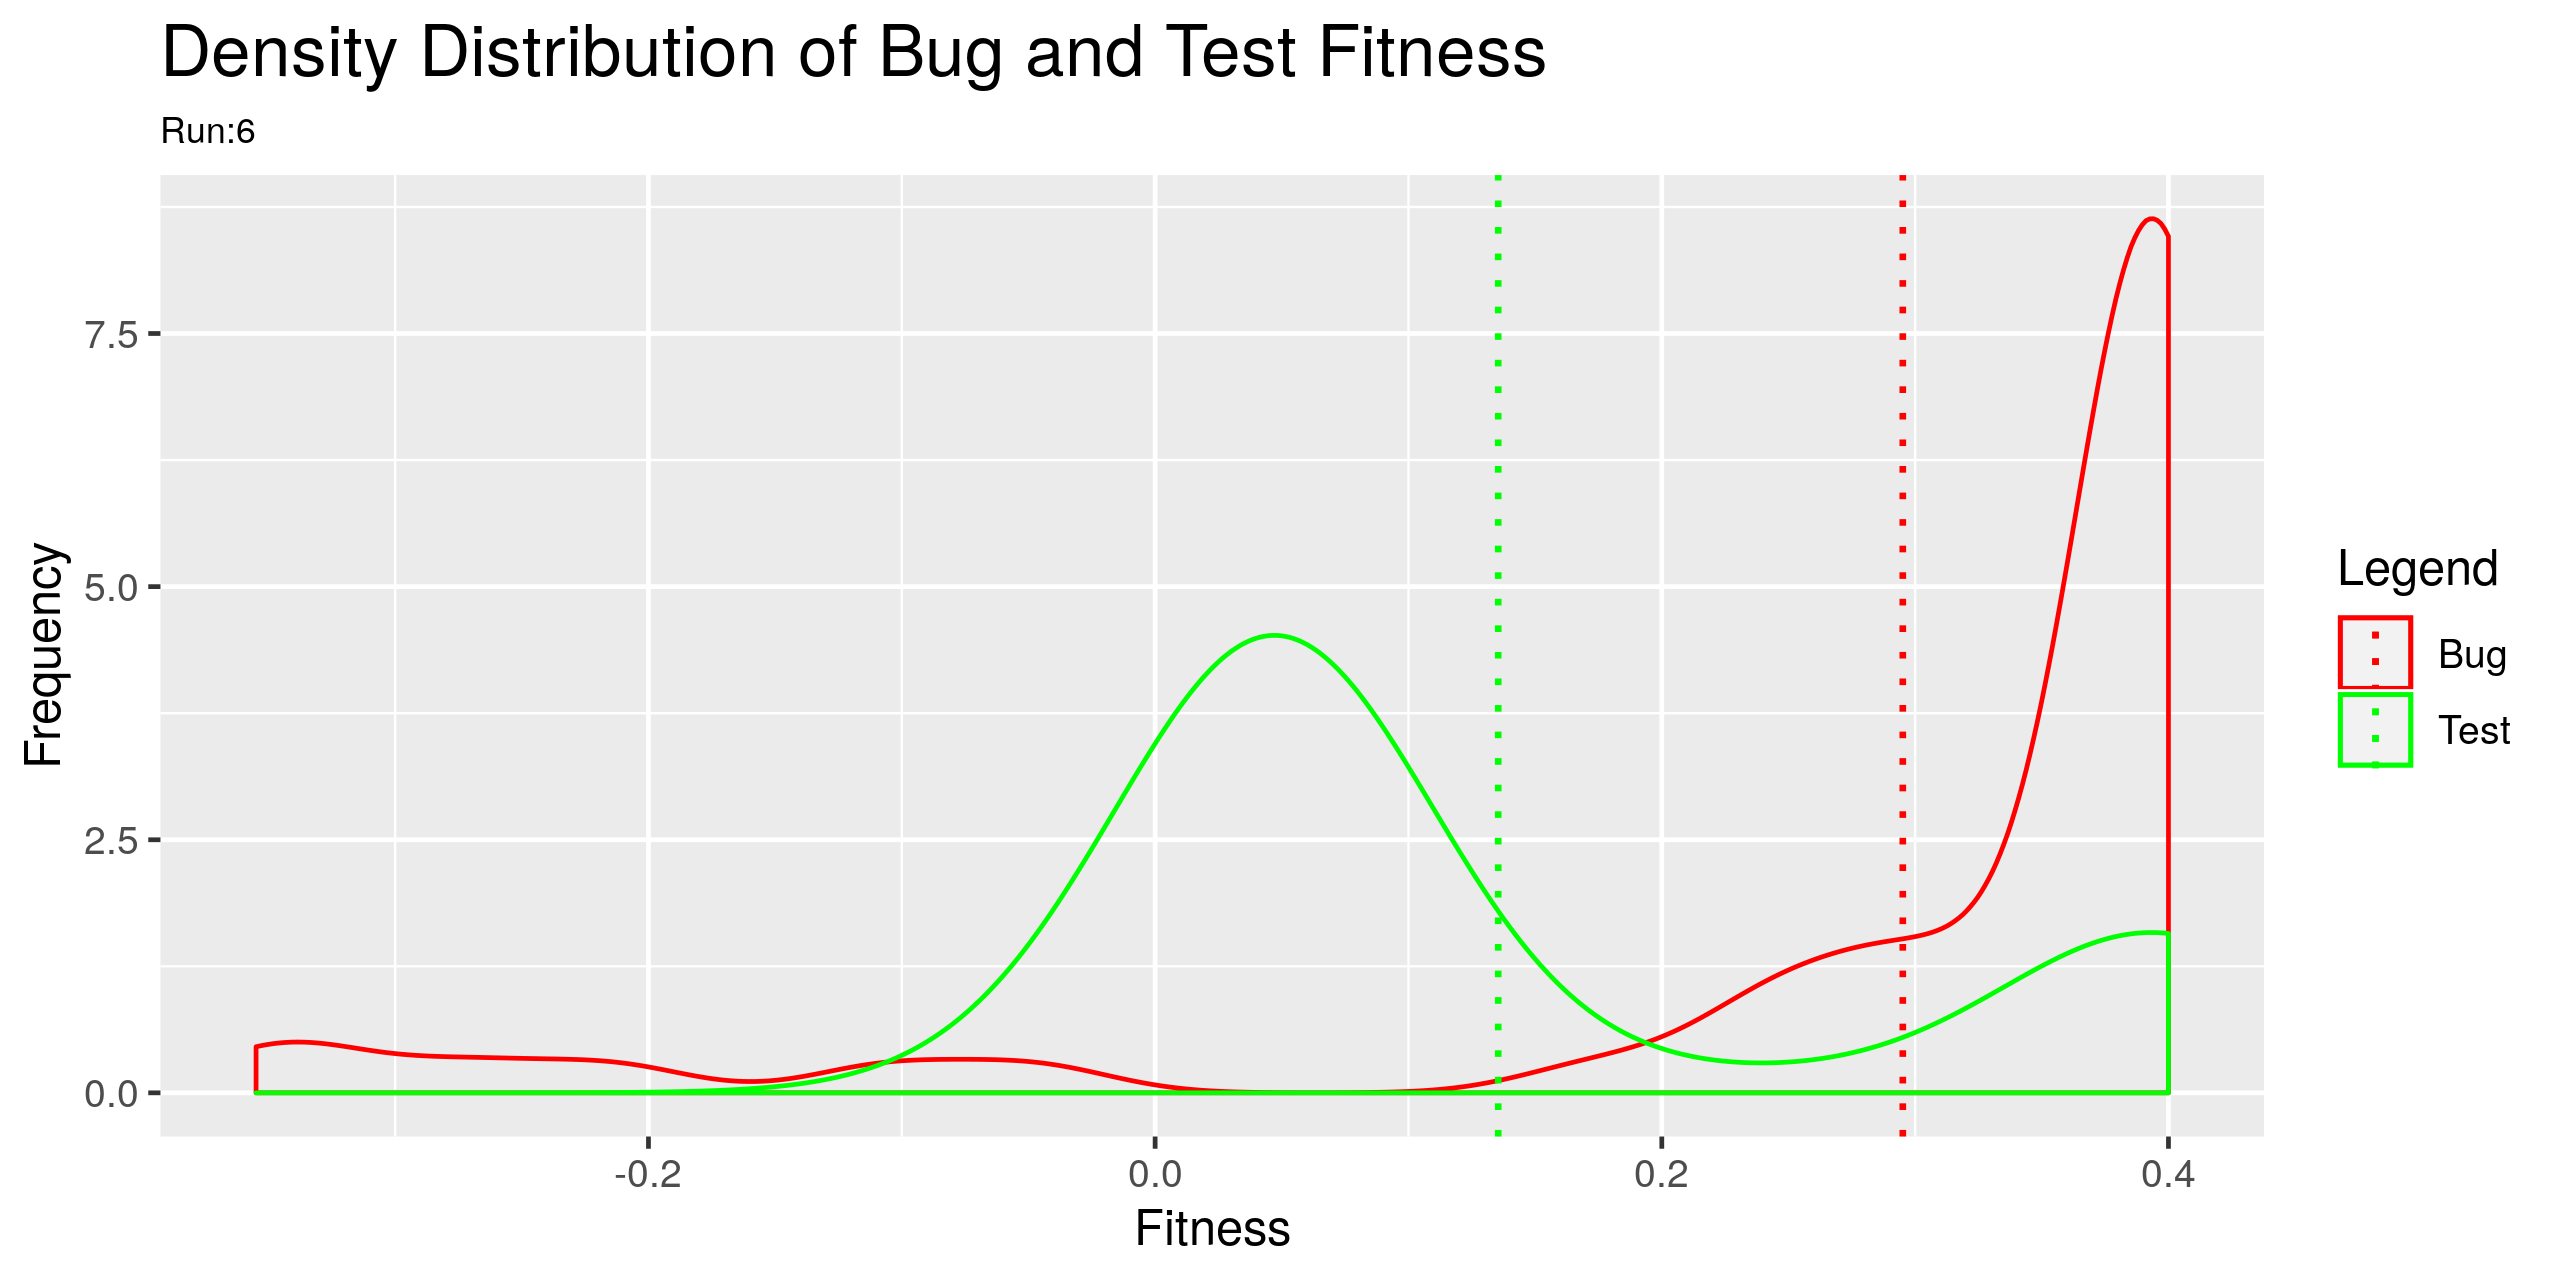 Density Distribution of Bug and Test Fitness
Run:6
Frequency
7.5
5.0
2.5
0.0
-0.2
0.0
0.2
0.4
Fitness
Legend
Bug
Test